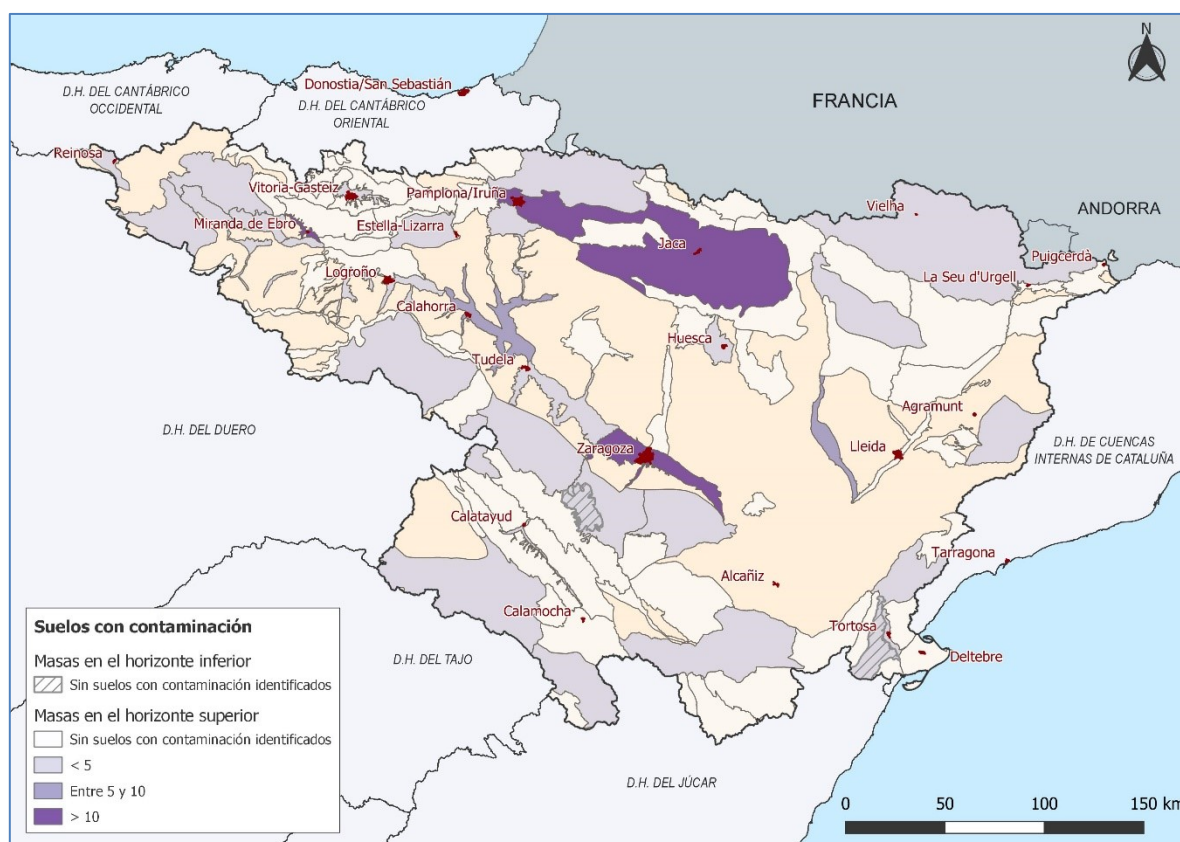 Donostia/San Sebastián
D.H. DEL CANTÁBRICO
OCCIDENTAL
D.H. DEL CANTÁBRICO
ORIENTAL
FRANCIA
N
Reinosa
Vitoria-Gasteiz
Pamplona/Iruña
Vielha
ANDORRA
Miranda de Ebro
Estella-Lizarra
Jaca
Puigcerdà
Logroño
La Seu d'Urgell
Calahorra
Huesca
Tudela
Agramunt
D.H. DEL DUERO
Zaragoza
Lleida
D.H. DE CUENCAS
INTERNAS DE CATALUÑA
Calatayud
Tarragona
Alcañiz
Calamocha
Tortosa
Deltebre
D.H. DEL TAJO
D.H. DEL JÚCAR
Suelos con contaminación
Masas en el horizonte inferior
Sin suelos con contaminación identificados
Masas en el horizonte superior
Sin suelos con contaminación identificados
< 5
Entre 5 y 10
> 10
0 50 100 150 km